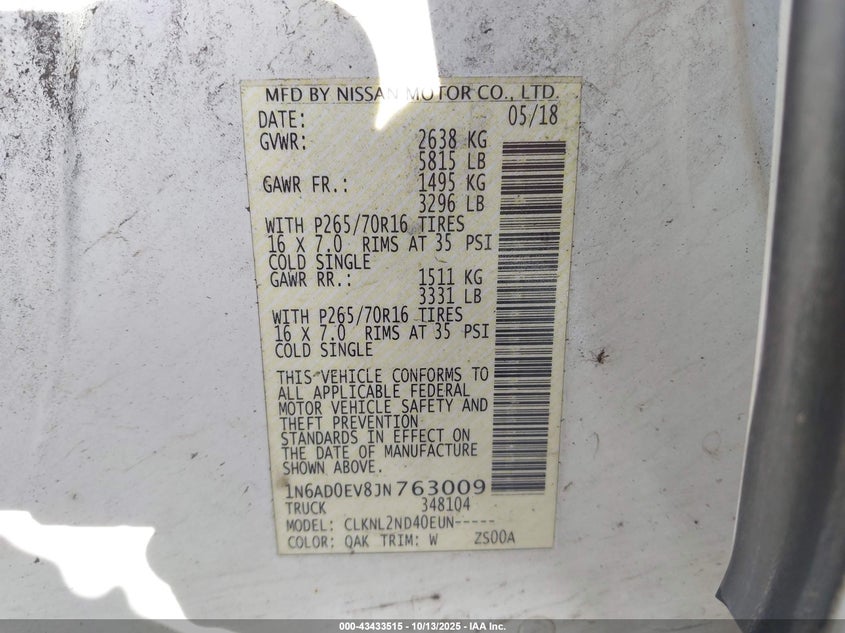 MFD BY NISSAN MOTOR CO., LTD.
DATE: 05/18
GVWR: 2638 KG
5815 LB
GAWR FR.: 1495 KG
3296 LB
WITH P265/70R16 TIRES
16 X 7.0 RIMS AT 35 PSI
COLD SINGLE
GAWR RR.: 1511 KG
3331 LB
WITH P265/70R16 TIRES
16 X 7.0 RIMS AT 35 PSI
COLD SINGLE
THIS VEHICLE CONFORMS TO
ALL APPLICABLE FEDERAL
MOTOR VEHICLE SAFETY AND
THEFT PREVENTION
STANDARDS IN EFFECT ON
THE DATE OF MANUFACTURE
SHOWN ABOVE.
1N6AD0EV8JN763009
TRUCK 348104
MODEL: CLKNL2ND40EUN-----
COLOR: QAK TRIM: W ZS00A
000-43433515 - 10/13/2025 - IAA Inc.